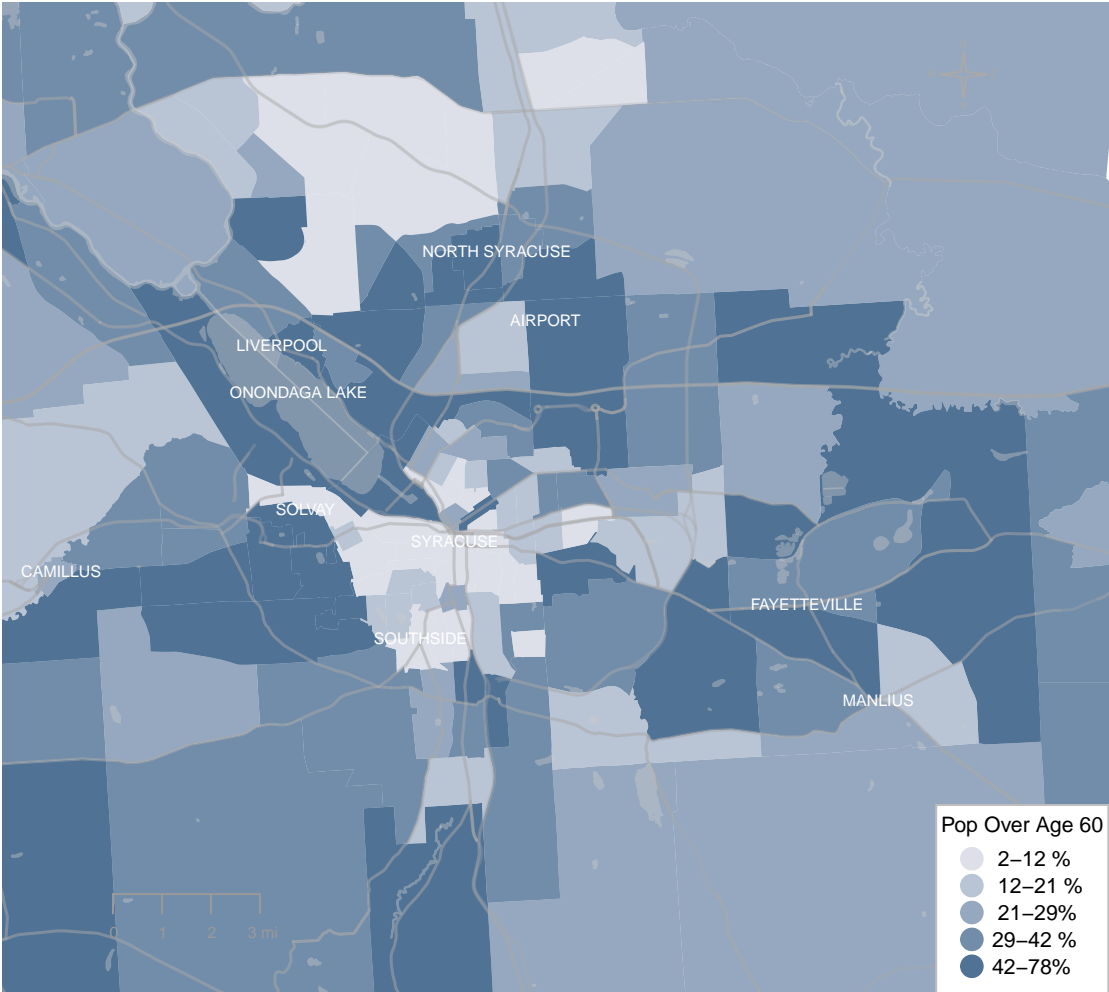 NORTH SYRACUSE
AIRPORT
LIVERPOOL
ONONDAGA LAKE
SOLVAY
SYRACUSE
CAMILLUS
FAYETTEVILLE
SOUTHSIDE
MANLIUS
Pop Over Age 60
2−12 %
12−21 %
21−29%
29−42 %
42−78%
0 1 2 3 mi